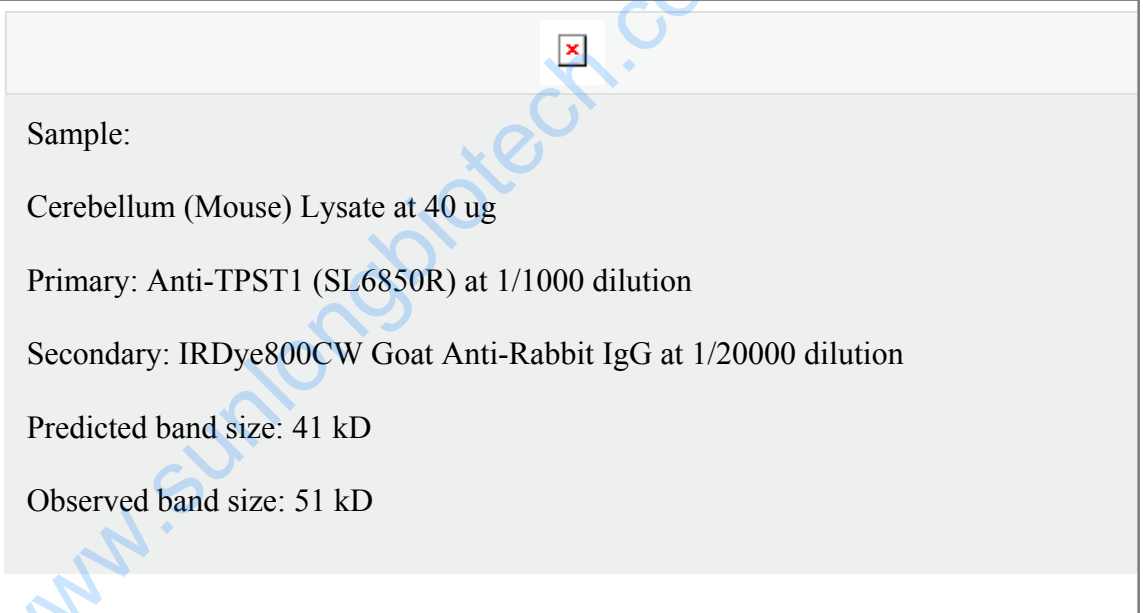 Sample:
Cerebellum (Mouse) Lysate at 40 ug
Primary: Anti-TPST1 (SL6850R) at 1/1000 dilution
Secondary: IRDye800CW Goat Anti-Rabbit IgG at 1/20000 dilution
Predicted band size: 41 kD
Observed band size: 51 kD
www.sunlongbiotech.com